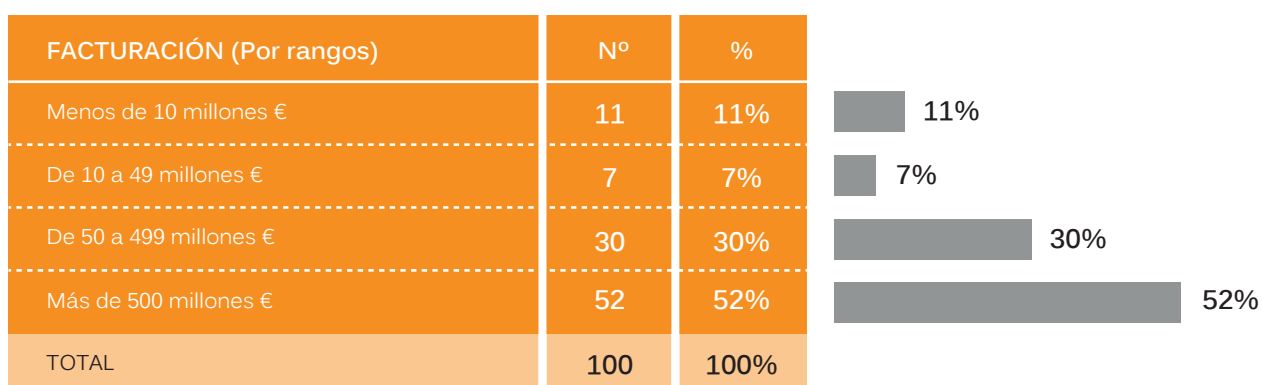 FACTURACIÓN (Por rangos) Nº %
Menos de 10 millones € 11 11% 11%
De 10 a 49 millones € 7 7% 7%
De 50 a 499 millones € 30 30% 30%
Más de 500 millones € 52 52% 52%
TOTAL 100 100%